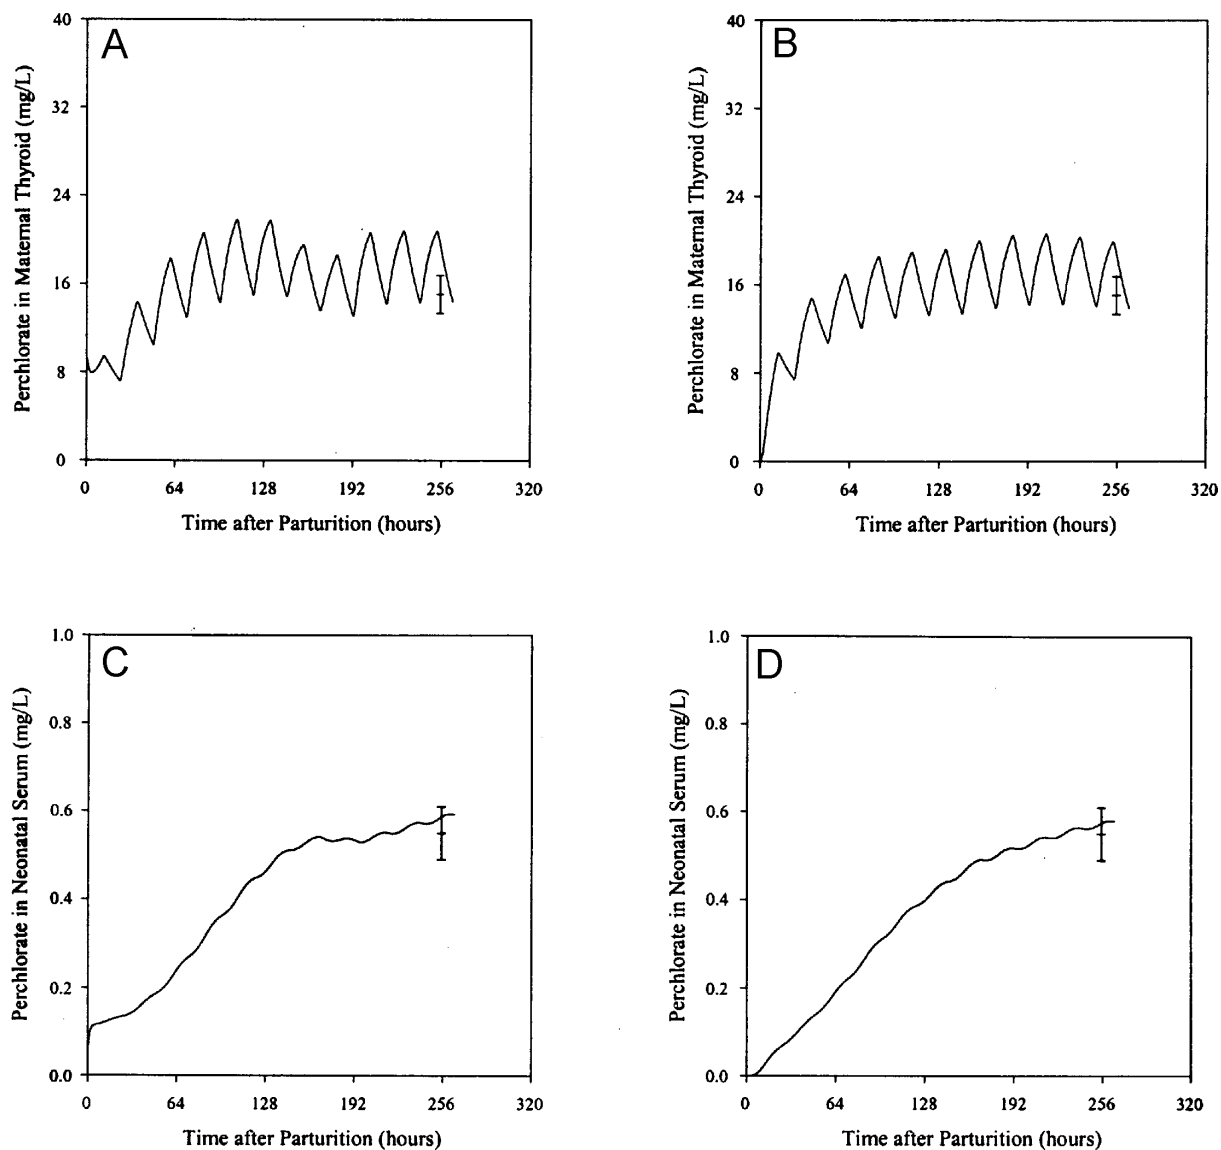 A
Perchlorate in Maternal Thyroid (mg/L)
40
32
24
16
8
0
0 64 128 192 256 320
Time after Parturition (hours)
B
Perchlorate in Maternal Thyroid (mg/L)
40
32
24
16
8
0
0 64 128 192 256 320
Time after Parturition (hours)
C
Perchlorate in Neonatal Serum (mg/L)
1.0
0.8
0.6
0.4
0.2
0.0
0 64 128 192 256 320
Time after Parturition (hours)
D
Perchlorate in Neonatal Serum (mg/L)
1.0
0.8
0.6
0.4
0.2
0.0
0 64 128 192 256 320
Time after Parturition (hours)